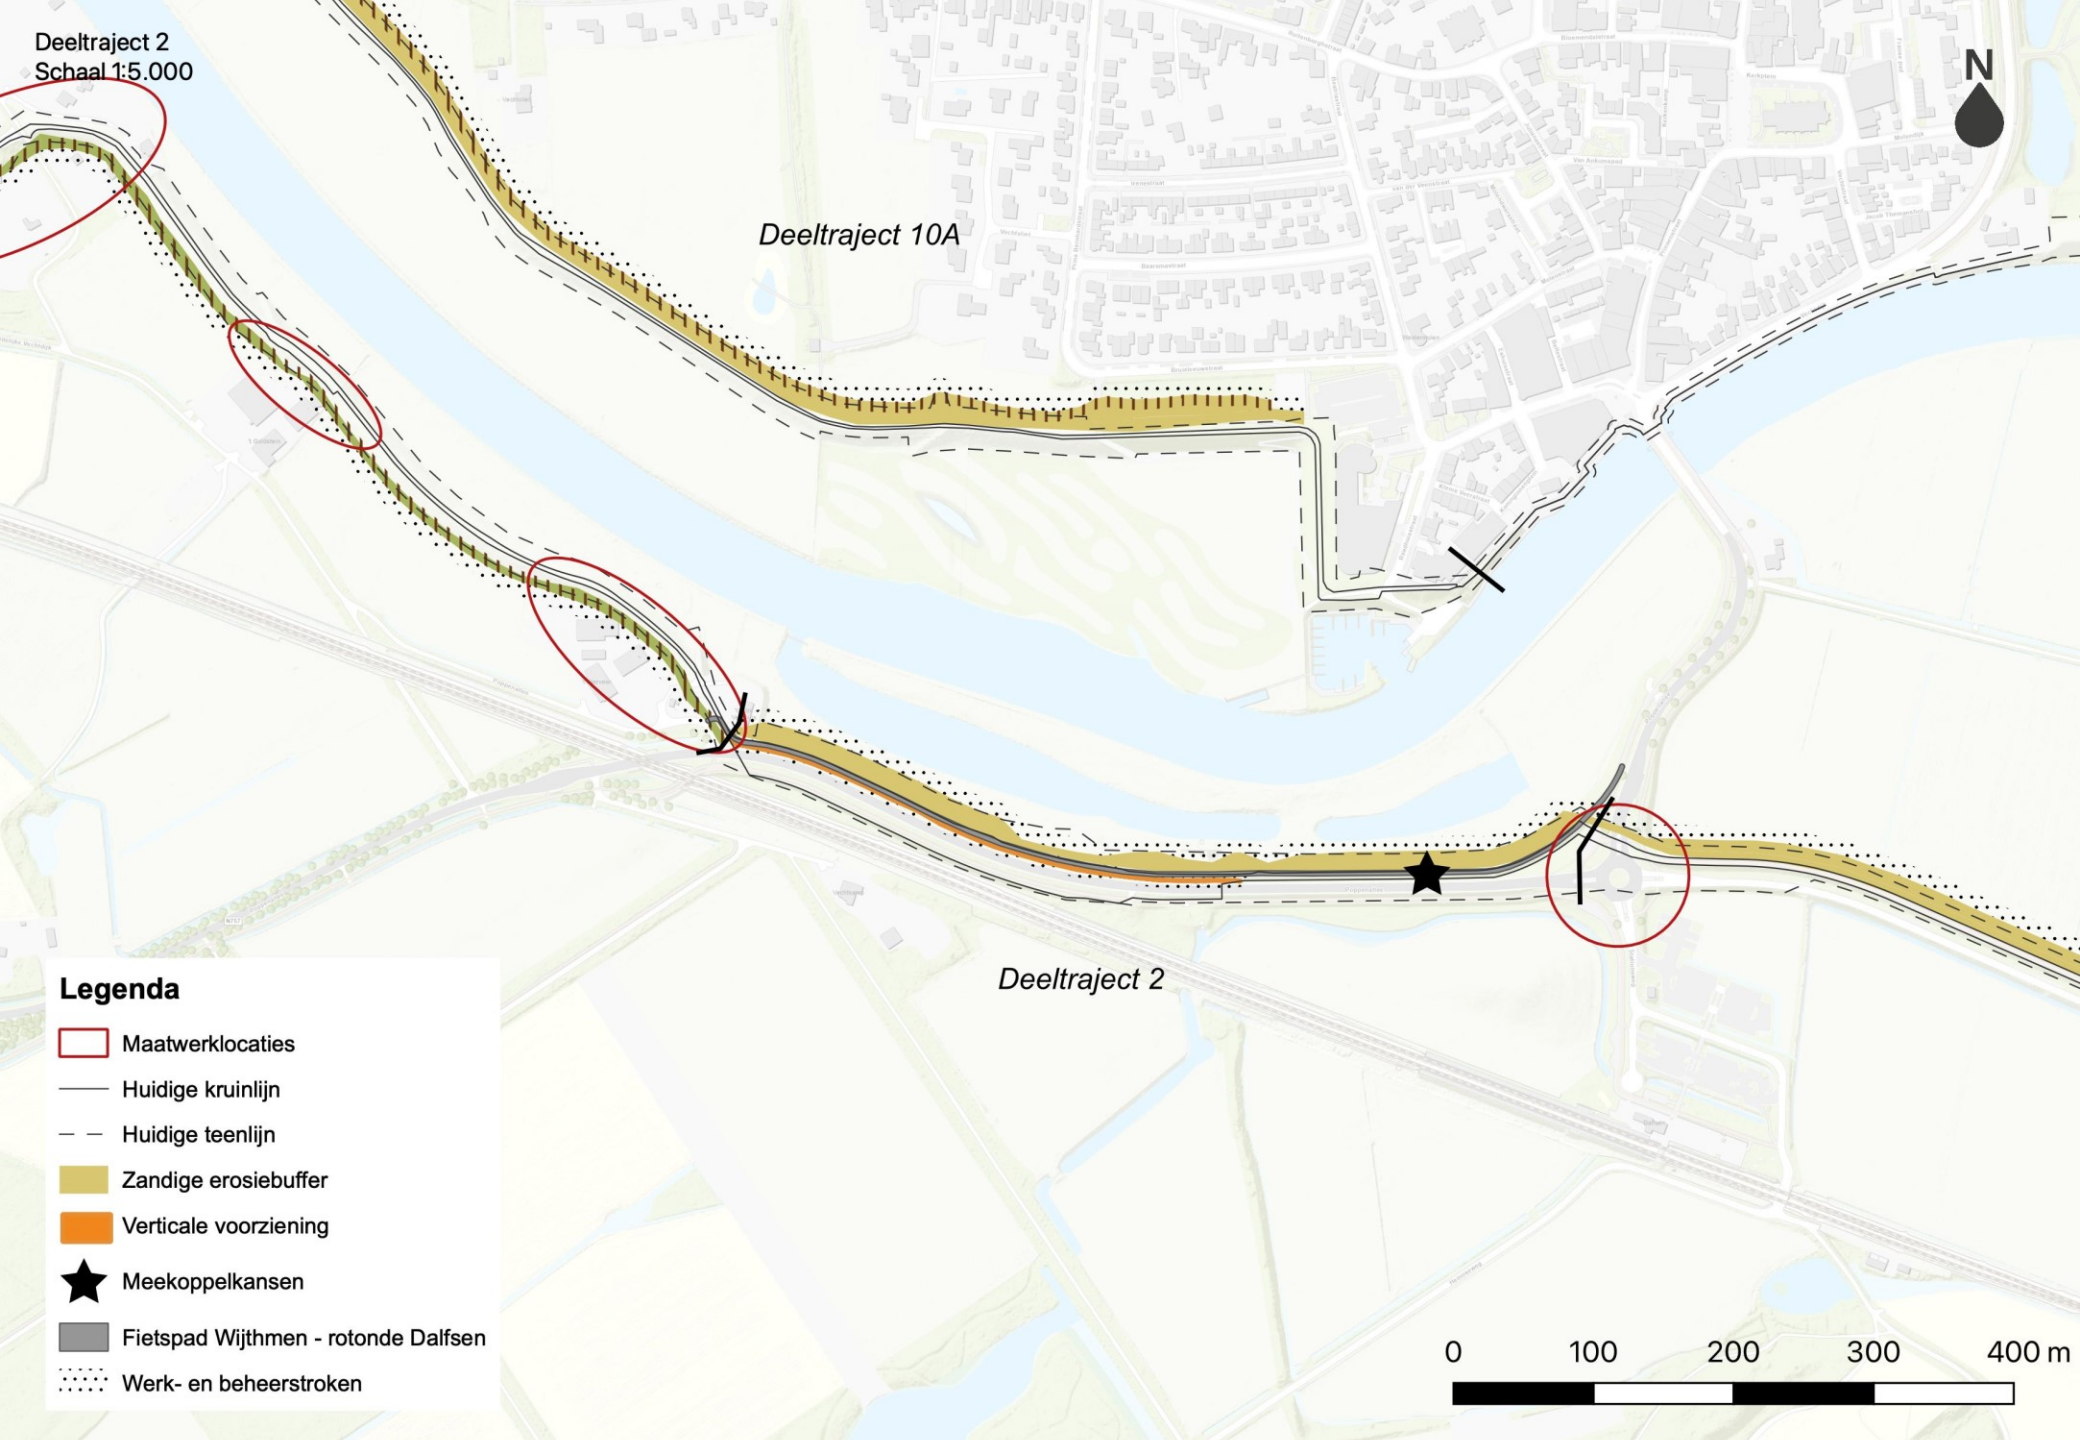 Deeltraject 2
Schaal 1:5.000
N
Deeltraject 10A
Deeltraject 2
Legenda
Maatwerklocaties
Huidige kruinlijn
Huidige teenlijn
Zandige erosiebuffer
Verticale voorziening
Meekoppelkansen
Fietspad Wijthmen - rotonde Dalfsen
Werk- en beheerstroken
0 100 200 300 400 m